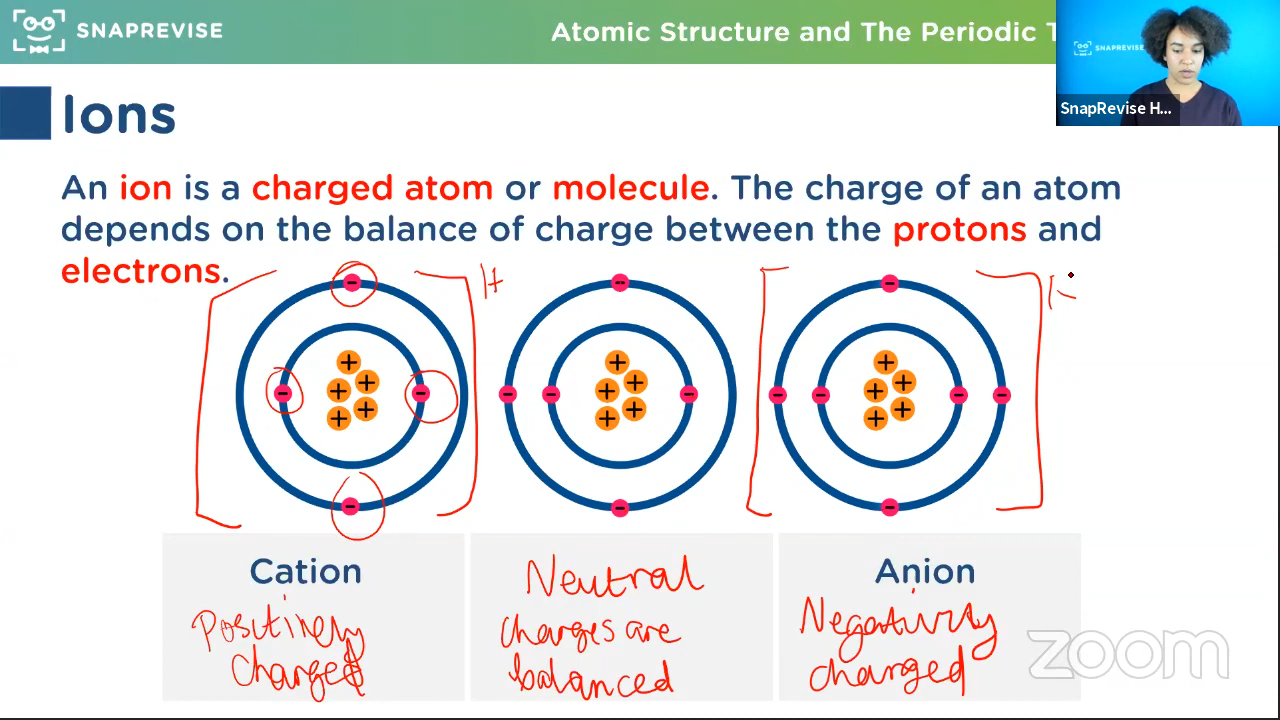 SNAPREVISE
Atomic Structure and The Periodic T
SNAPREVISE
SnapRevise H...
Ions
An ion is a charged atom or molecule. The charge of an atom
depends on the balance of charge between the protons and
electrons.
1+
1-
Cation
Positively
charged
Neutral
charges are
balanced
Anion
Negativity
charged
zoom